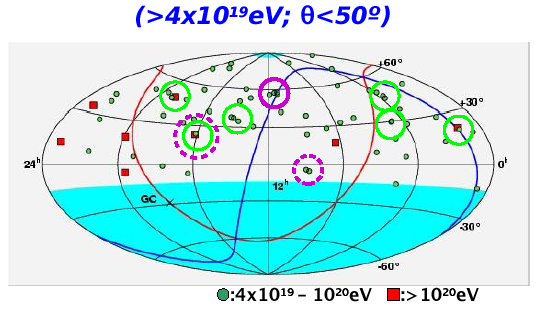 (>4x10¹⁹eV; θ<50º)
+60°
+30°
24ʰ
0ʰ
12ʰ
GC
-30°
-60°
:4x10¹⁹ – 10²⁰eV :>10²⁰eV